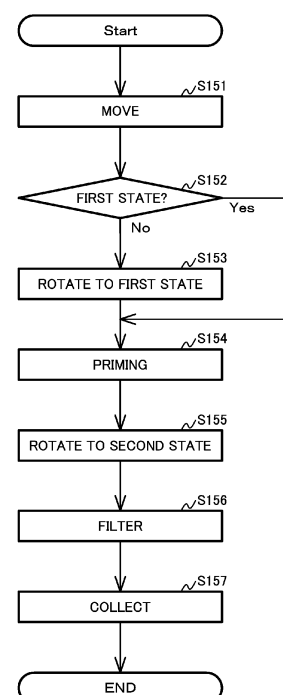 Start
S151
MOVE
S152
FIRST STATE?
Yes
No
S153
ROTATE TO FIRST STATE
S154
PRIMING
S155
ROTATE TO SECOND STATE
S156
FILTER
S157
COLLECT
END